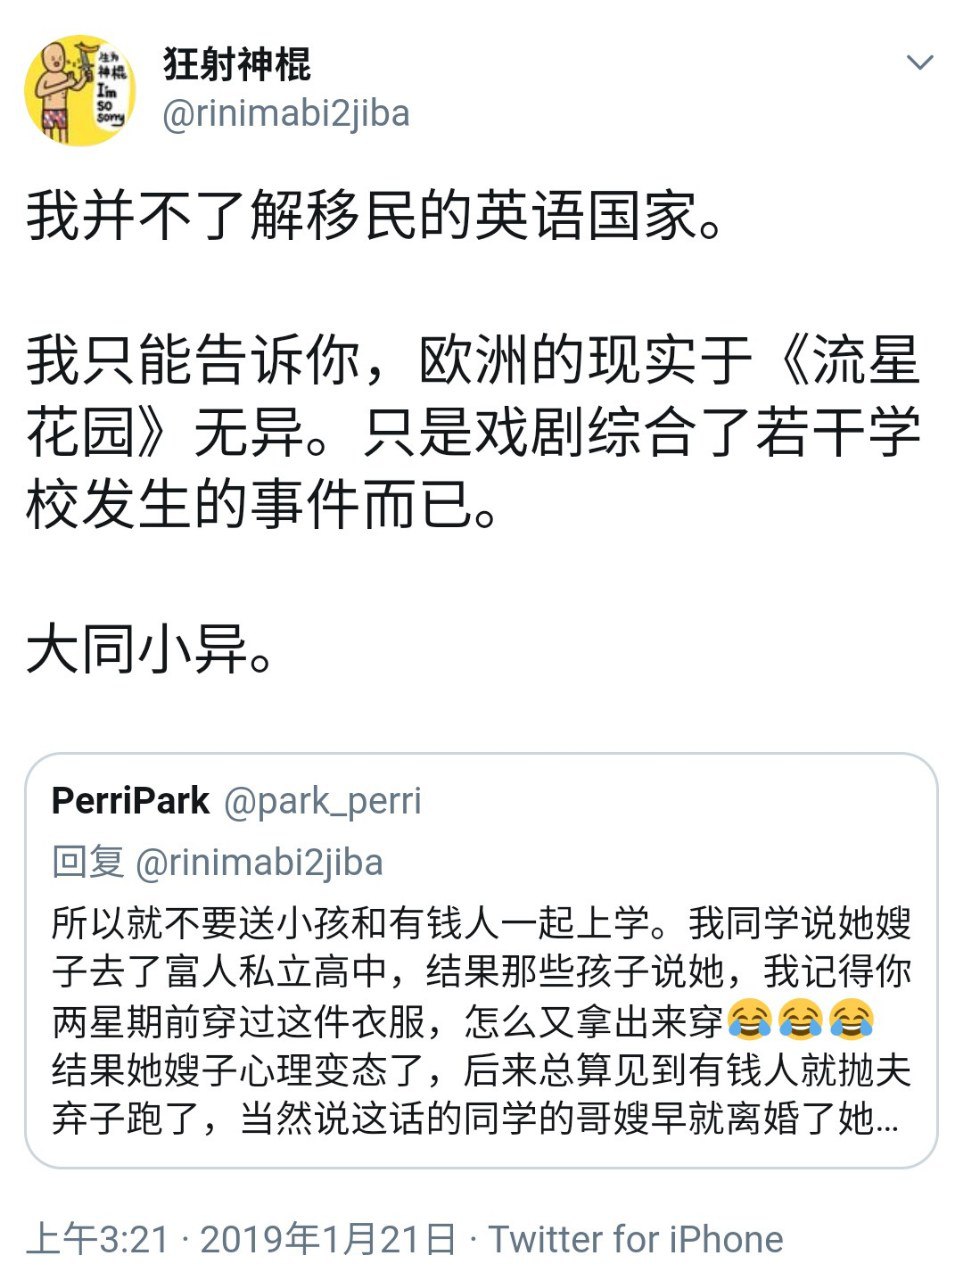 狂射神棍
@rinimabi2jiba
生为
神棍
I'm
so
sorry
我并不了解移民的英语国家。
我只能告诉你，欧洲的现实于《流星
花园》无异。只是戏剧综合了若干学
校发生的事件而已。
大同小异。
PerriPark @park_perri
回复 @rinimabi2jiba
所以就不要送小孩和有钱人一起上学。我同学说她嫂
子去了富人私立高中，结果那些孩子说她，我记得你
两星期前穿过这件衣服，怎么又拿出来穿😂😂😂
结果她嫂子心理变态了，后来总算见到有钱人就抛夫
弃子跑了，当然说这话的同学的哥嫂早就离婚了她...
上午3:21 · 2019年1月21日 · Twitter for iPhone